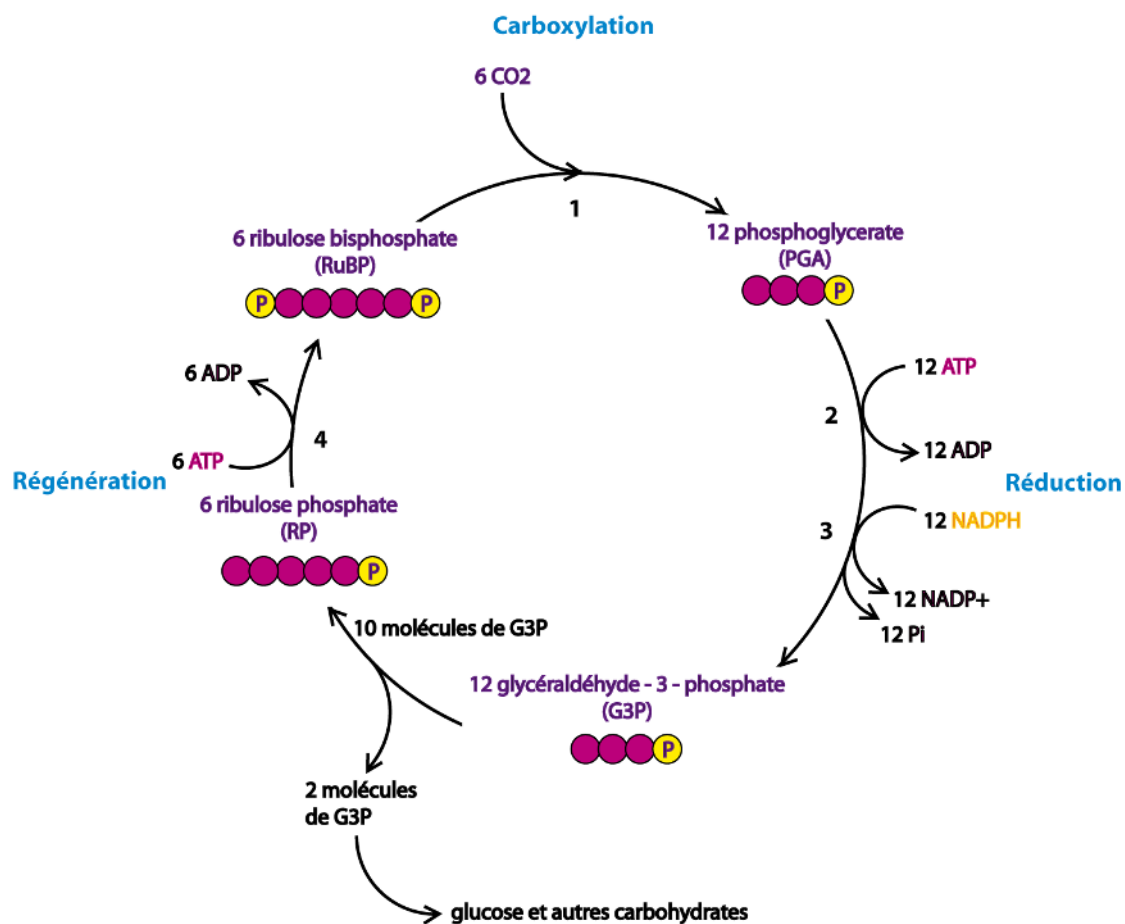 Carboxylation
6 CO2
1
6 ribulose bisphosphate
(RuBP)
P P
12 phosphoglycerate
(PGA)
P
12 ATP
2
12 ADP
Réduction
3
12 NADPH
12 NADP+
12 Pi
6 ADP
4
6 ATP
Régénération
6 ribulose phosphate
(RP)
P
10 molécules de G3P
12 glycéraldéhyde - 3 - phosphate
(G3P)
P
2 molécules
de G3P
glucose et autres carbohydrates